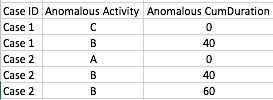 Case ID Anomalous Activity Anomalous CumDuration
Case 1 C 0
Case 1 B 40
Case 2 A 0
Case 2 B 40
Case 2 B 60